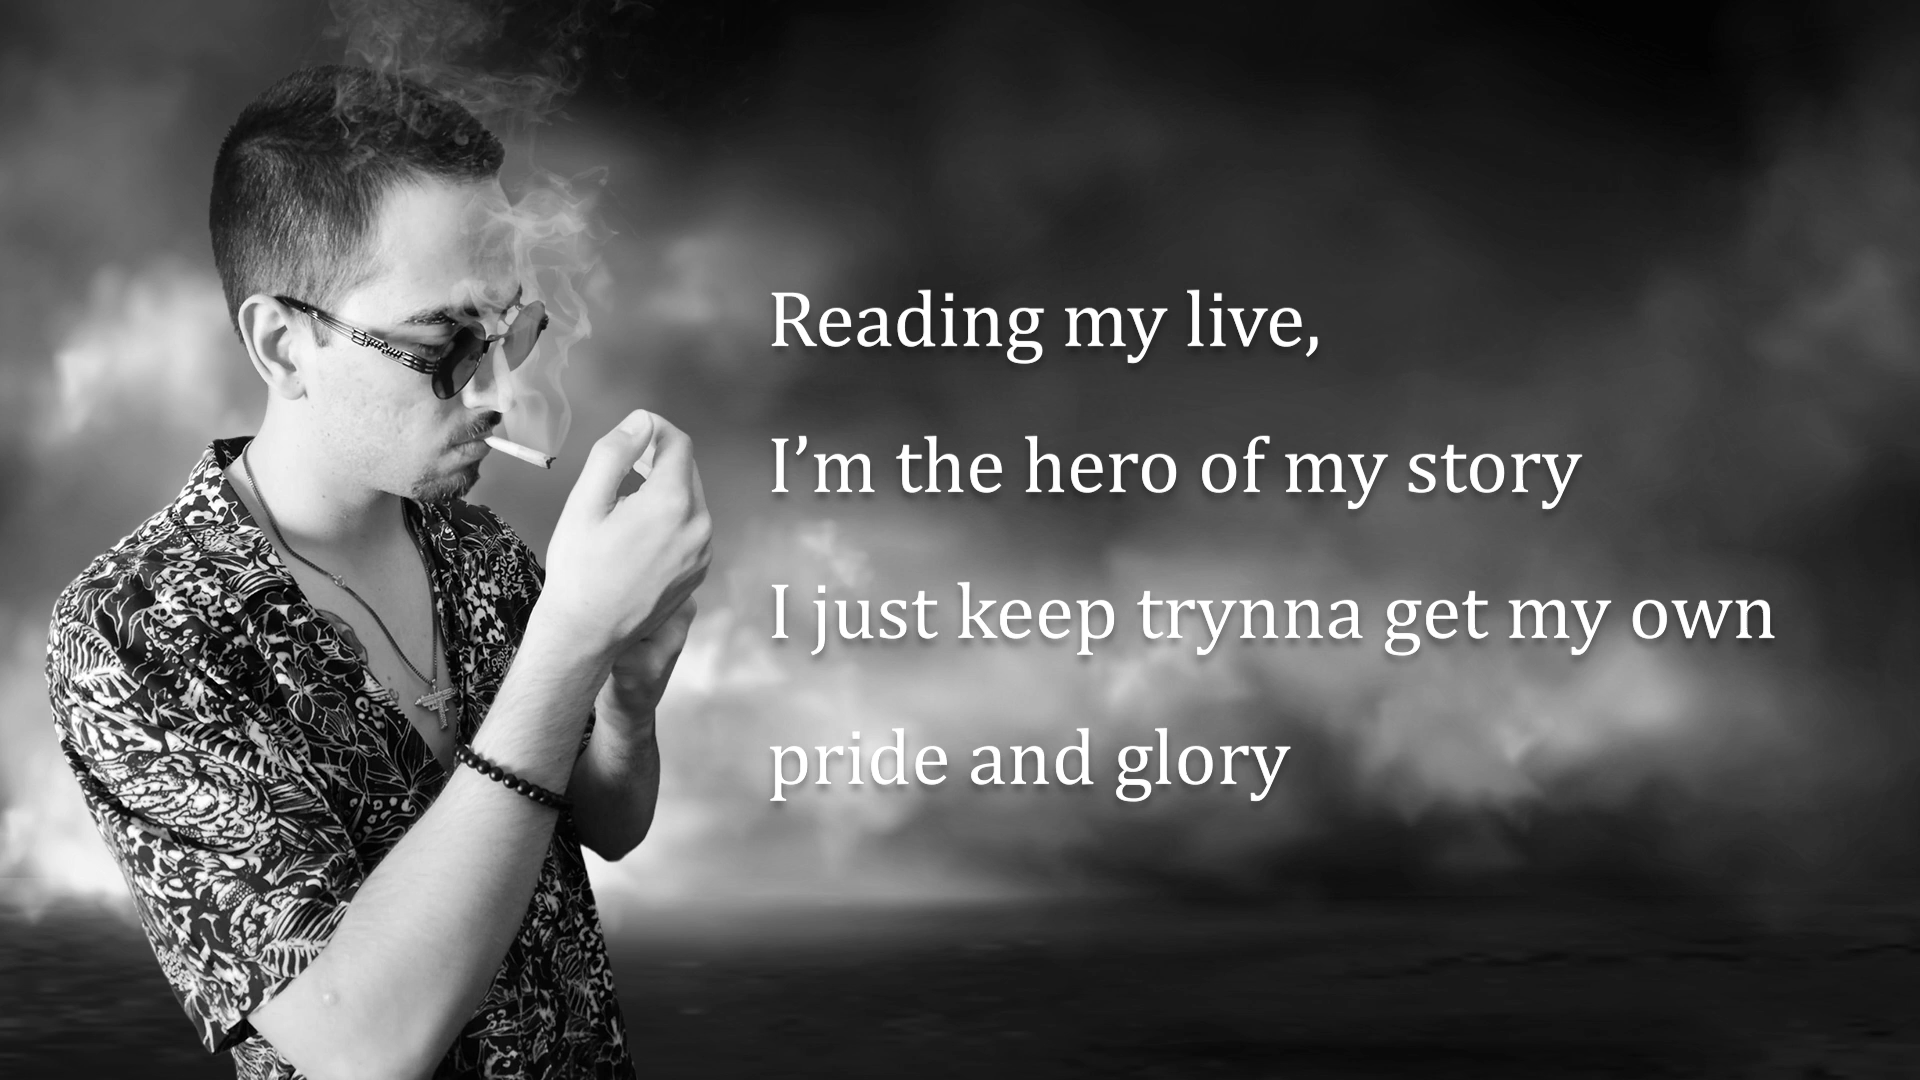 Reading my live,
I’m the hero of my story
I just keep trynna get my own
pride and glory